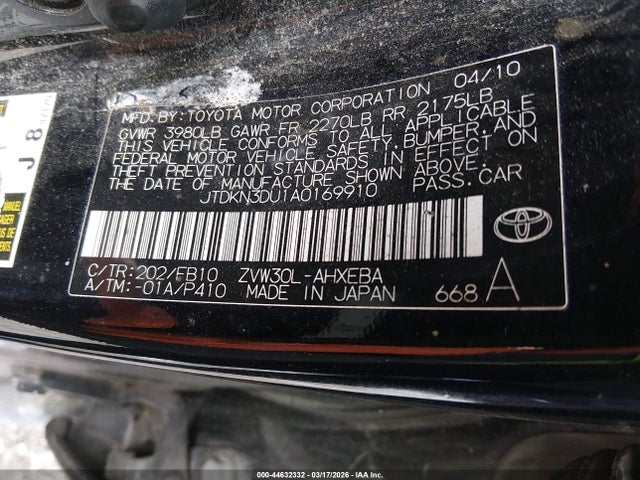 MFD. BY: TOYOTA MOTOR CORPORATION 04/10
GVWR 3980LB GAWR FR 2270LB RR 2175LB
THIS VEHICLE CONFORMS TO ALL APPLICABLE
FEDERAL MOTOR VEHICLE SAFETY, BUMPER, AND
THEFT PREVENTION STANDARDS IN EFFECT ON
THE DATE OF MANUFACTURE SHOWN ABOVE.
JTDKN3DU1A0169910 PASS. CAR
TOYOTA
C/TR:202/FB10 ZVW30L-AHXEBA
A/TM:-01A/P410 MADE IN JAPAN 668 A
J 8
MANUEL
000-44632332 - 03/17/2026 - IAA Inc.